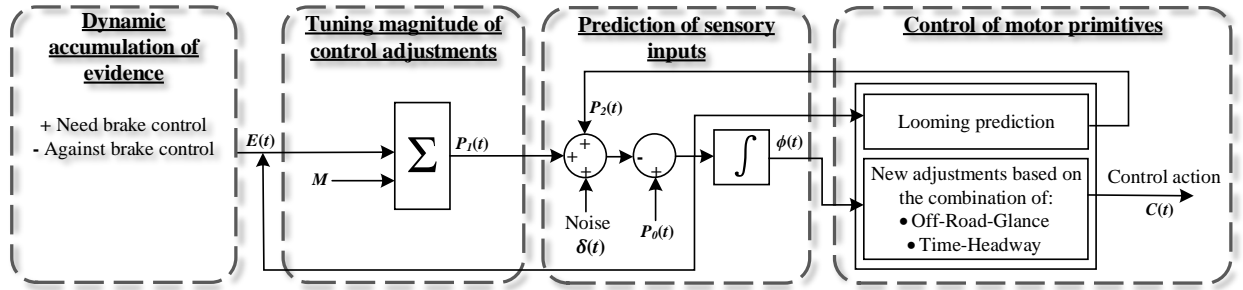 Dynamic
accumulation of
evidence
+ Need brake control
- Against brake control
Tuning magnitude of
control adjustments
E(t)
M
Σ
P₁(t)
Prediction of sensory
inputs
P₂(t)
+
+
+
-
Noise
δ(t)
P₀(t)
∫
ϕ(t)
Control of motor primitives
Looming prediction
New adjustments based on
the combination of:
• Off-Road-Glance
• Time-Headway
Control action
C(t)